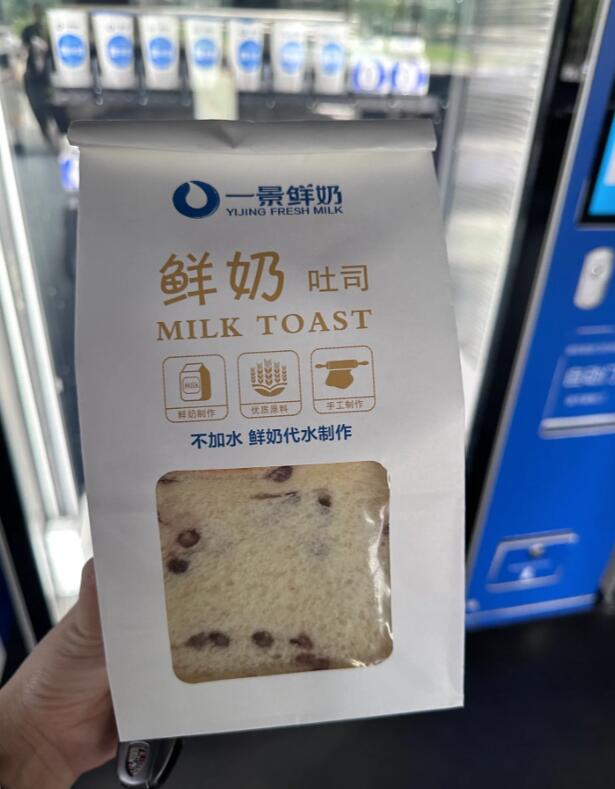 一景鲜奶
YIJING FRESH MILK
鲜奶 吐司
MILK TOAST
MILK
鲜奶制作
优质原料
手工制作
不加水 鲜奶代水制作